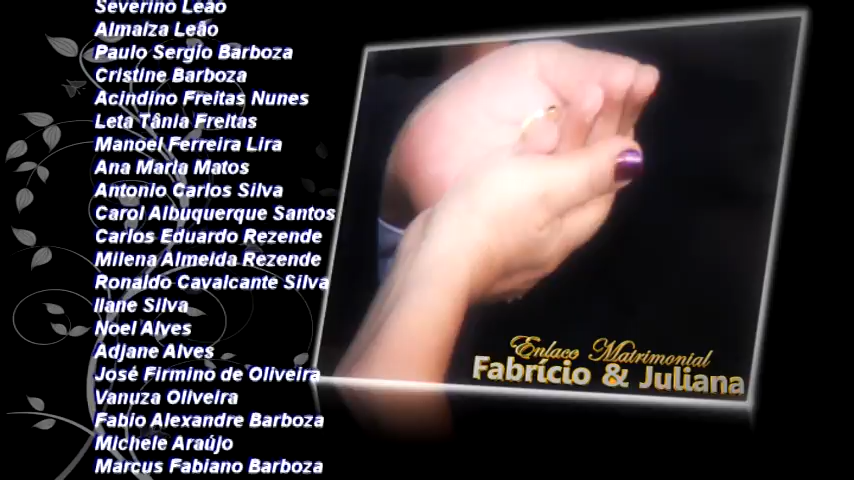 Severino Leão
Almaiza Leão
Paulo Sergio Barboza
Cristine Barboza
Acindino Freitas Nunes
Leta Tânia Freitas
Manoel Ferreira Lira
Ana Maria Matos
Antonio Carlos Silva
Carol Albuquerque Santos
Carlos Eduardo Rezende
Milena Almeida Rezende
Ronaldo Cavalcante Silva
Ilane Silva
Noel Alves
Adjane Alves
José Firmino de Oliveira
Vanuza Oliveira
Fabio Alexandre Barboza
Michele Araújo
Marcus Fabiano Barboza
Enlace Matrimonial
Fabrício & Juliana